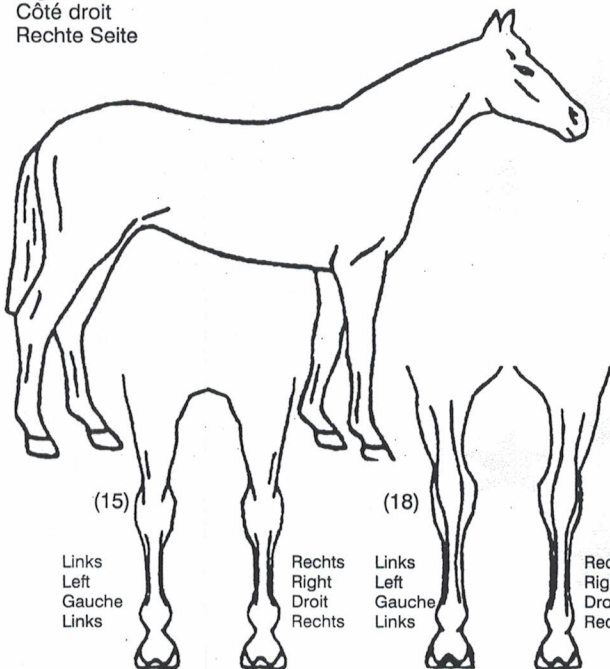 Côté droit
Rechte Seite
(15)
(18)
Links
Left
Gauche
Links
Rechts
Right
Droit
Rechts
Links
Left
Gauche
Links